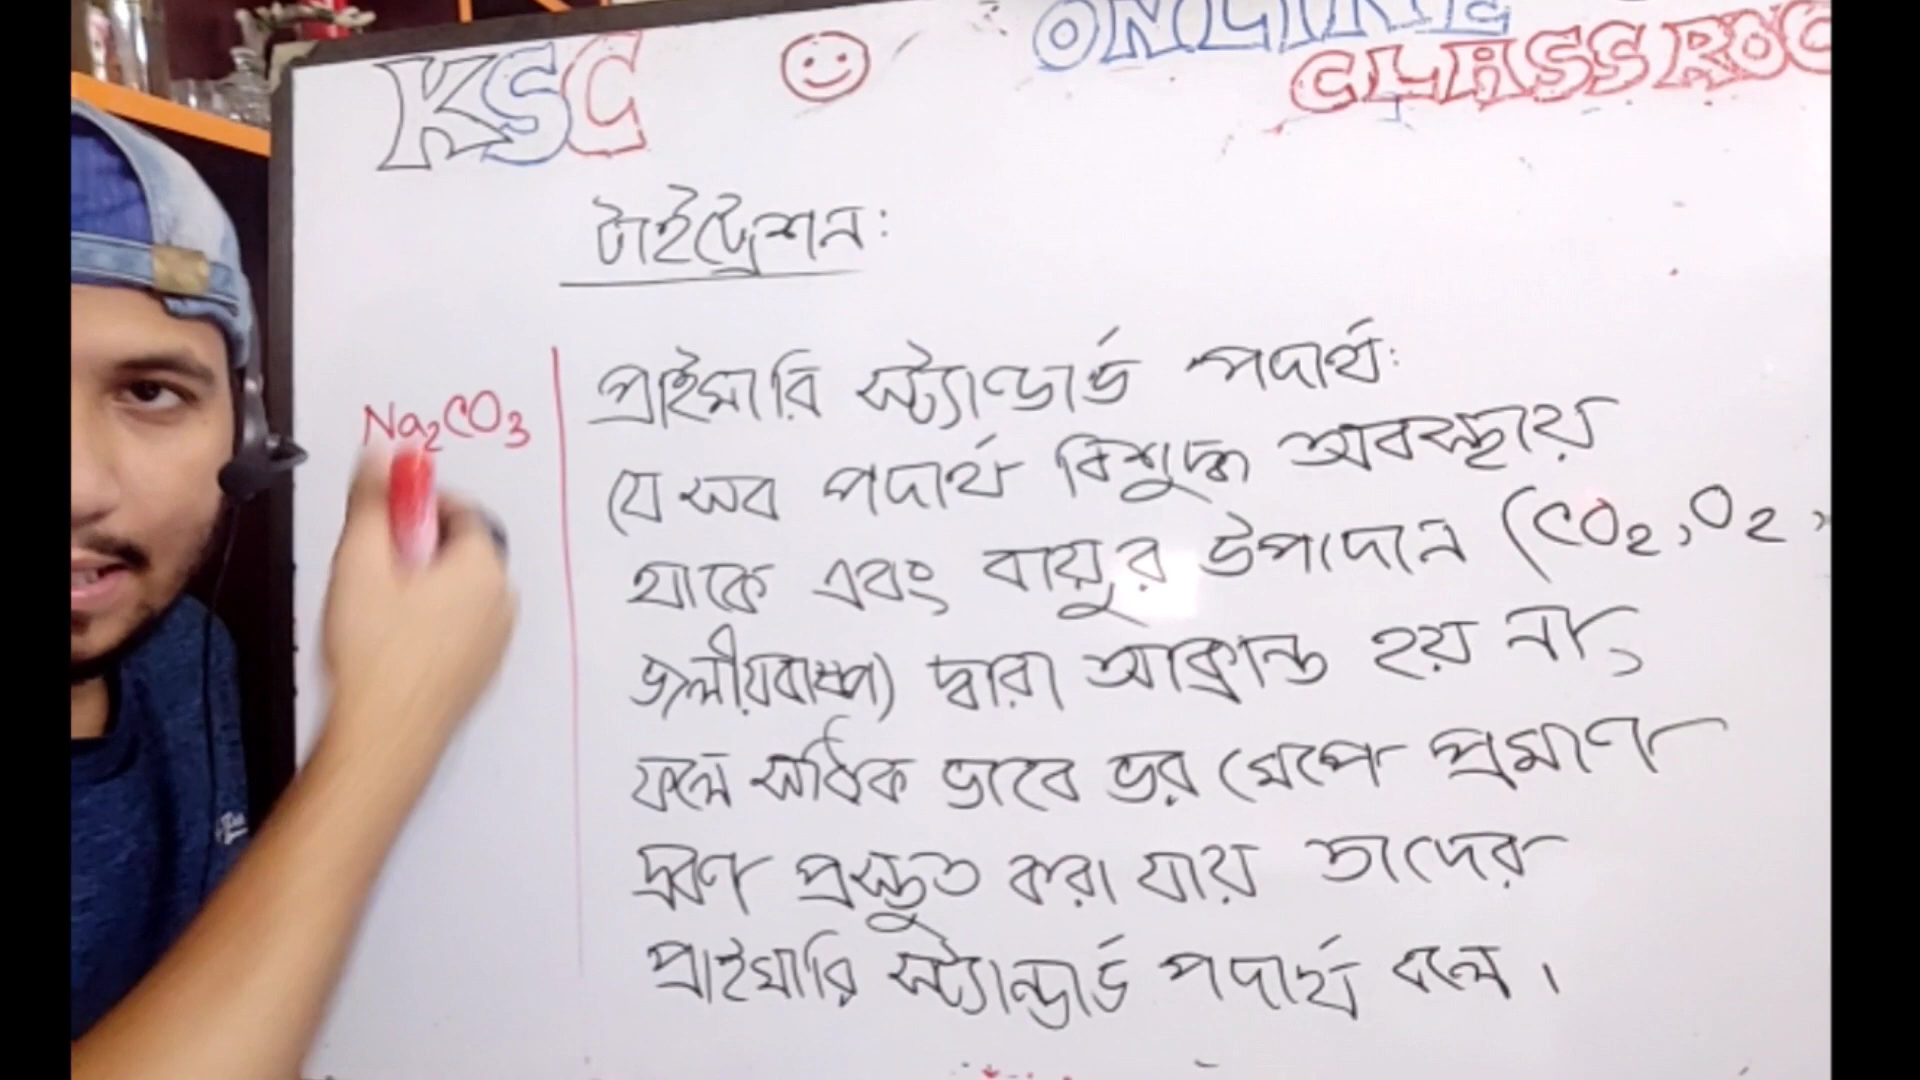 KSC ONLINE
CLASS ROO
টাইট্রেশন:
Na₂CO₃
প্রাইমারি স্ট্যান্ডার্ড পদার্থ:
যে সব পদার্থ বিশুদ্ধ অবস্থায়
থাকে এবং বায়ুর উপাদান (CO₂, O₂,
জলীয়বাষ্প) দ্বারা আক্রান্ত হয় না,
ফলে সঠিক ভাবে ভর মেপে প্রমাণ
দ্রবণ প্রস্তুত করা যায় তাদের
প্রাইমারি স্ট্যান্ডার্ড পদার্থ বলে।